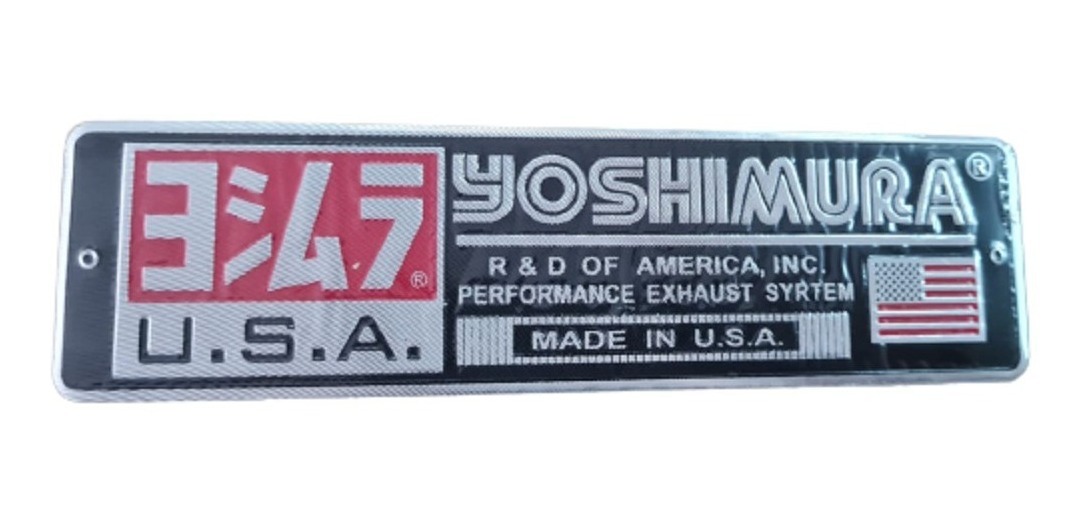 ヨシムラ®
U.S.A.
YOSHIMURA®
R & D OF AMERICA, INC.
PERFORMANCE EXHAUST SYRTEM
MADE IN U.S.A.